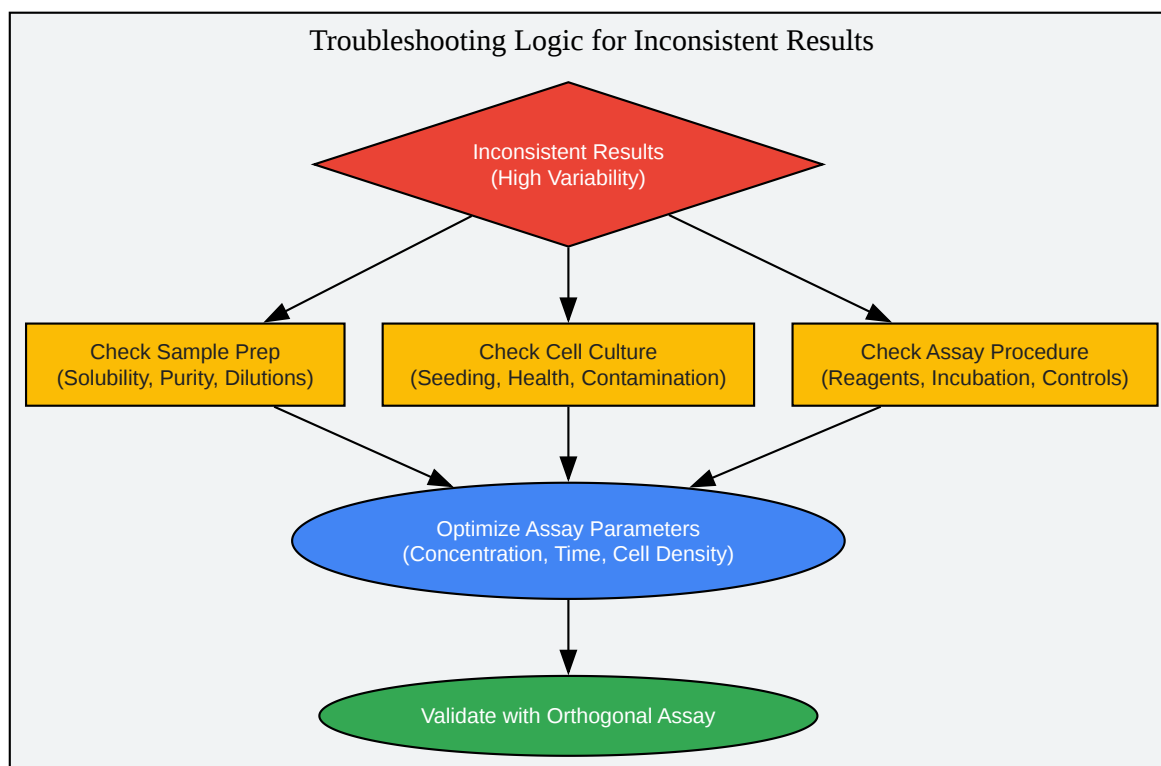 Troubleshooting Logic for Inconsistent Results
Inconsistent Results
(High Variability)
Check Sample Prep
(Solubility, Purity, Dilutions)
Check Cell Culture
(Seeding, Health, Contamination)
Check Assay Procedure
(Reagents, Incubation, Controls)
Optimize Assay Parameters
(Concentration, Time, Cell Density)
Validate with Orthogonal Assay